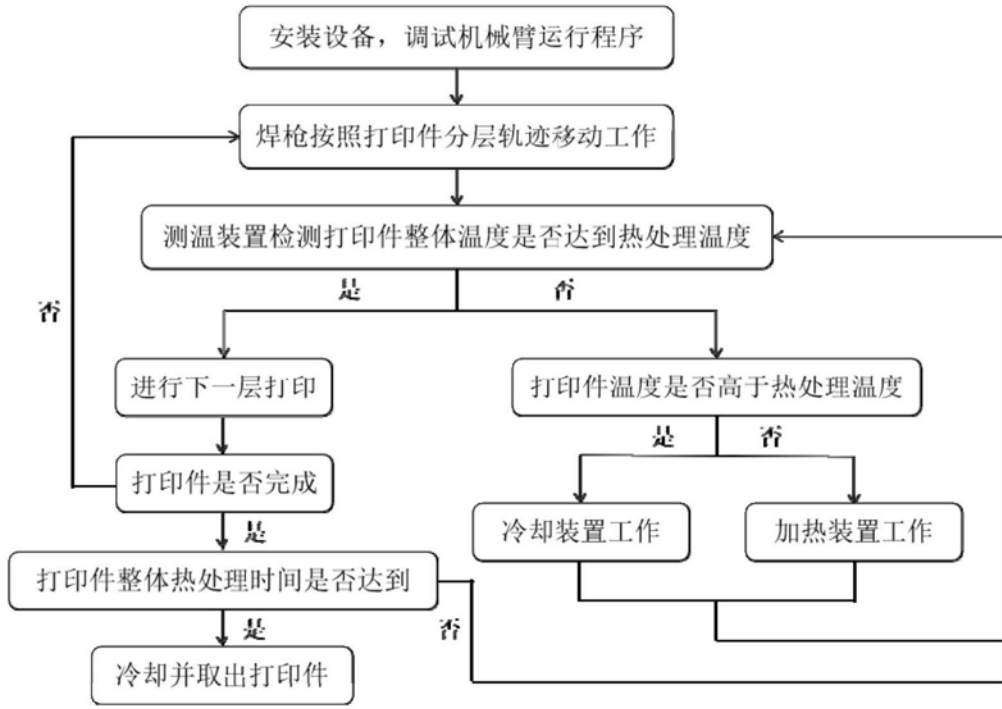 安装设备，调试机械臂运行程序
焊枪按照打印件分层轨迹移动工作
测温装置检测打印件整体温度是否达到热处理温度
是
否
否
进行下一层打印
打印件温度是否高于热处理温度
是
否
打印件是否完成
冷却装置工作
加热装置工作
是
打印件整体热处理时间是否达到
是
否
冷却并取出打印件